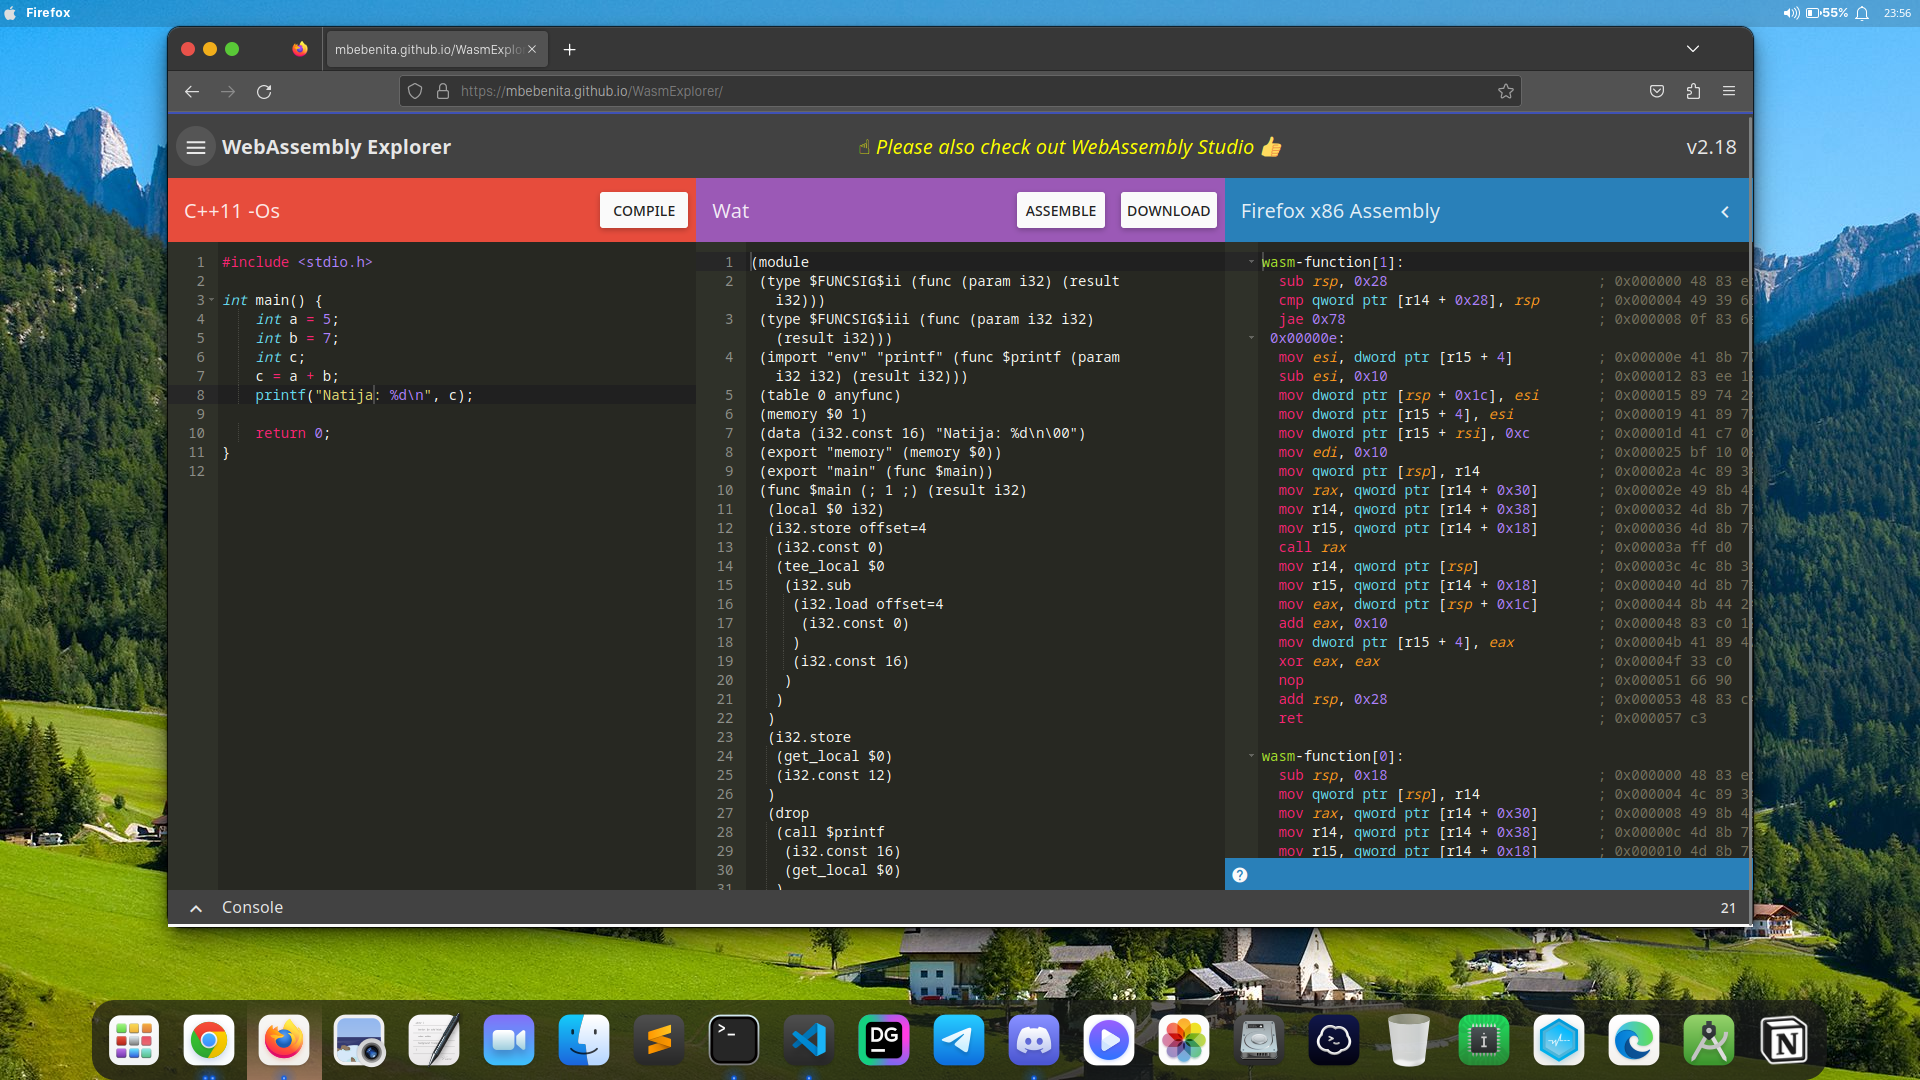 Firefox
55%
23:56
mbebenita.github.io/WasmExplo
https://mbebenita.github.io/WasmExplorer/
WebAssembly Explorer
☝ Please also check out WebAssembly Studio 👍
v2.18
C++11 -Os
COMPILE
1 #include <stdio.h>
2
3 int main() {
4 int a = 5;
5 int b = 7;
6 int c;
7 c = a + b;
8 printf("Natija: %d\n", c);
9
10 return 0;
11 }
12
Wat
ASSEMBLE
DOWNLOAD
1 (module
2 (type $FUNCSIG$ii (func (param i32) (result
i32)))
3 (type $FUNCSIG$iii (func (param i32 i32)
(result i32)))
4 (import "env" "printf" (func $printf (param
i32 i32) (result i32)))
5 (table 0 anyfunc)
6 (memory $0 1)
7 (data (i32.const 16) "Natija: %d\n\00")
8 (export "memory" (memory $0))
9 (export "main" (func $main))
10 (func $main (; 1 ;) (result i32)
11 (local $0 i32)
12 (i32.store offset=4
13 (i32.const 0)
14 (tee_local $0
15 (i32.sub
16 (i32.load offset=4
17 (i32.const 0)
18 )
19 (i32.const 16)
20 )
21 )
22 )
23 (i32.store
24 (get_local $0)
25 (i32.const 12)
26 )
27 (drop
28 (call $printf
29 (i32.const 16)
30 (get_local $0)
31 )
Firefox x86 Assembly
wasm-function[1]:
sub rsp, 0x28 ; 0x000000 48 83 e
cmp qword ptr [r14 + 0x28], rsp ; 0x000004 49 39 6
jae 0x78 ; 0x000008 0f 83 6
0x00000e:
mov esi, dword ptr [r15 + 4] ; 0x00000e 41 8b 7
sub esi, 0x10 ; 0x000012 83 ee 1
mov dword ptr [rsp + 0x1c], esi ; 0x000015 89 74 2
mov dword ptr [r15 + 4], esi ; 0x000019 41 89 7
mov dword ptr [r15 + rsi], 0xc ; 0x00001d 41 c7 0
mov edi, 0x10 ; 0x000025 bf 10 0
mov qword ptr [rsp], r14 ; 0x00002a 4c 89 3
mov rax, qword ptr [r14 + 0x30] ; 0x00002e 49 8b 4
mov r14, qword ptr [r14 + 0x38] ; 0x000032 4d 8b 7
mov r15, qword ptr [r14 + 0x18] ; 0x000036 4d 8b 7
call rax ; 0x00003a ff d0
mov r14, qword ptr [rsp] ; 0x00003c 4c 8b 3
mov r15, qword ptr [r14 + 0x18] ; 0x000040 4d 8b 7
mov eax, dword ptr [rsp + 0x1c] ; 0x000044 8b 44 2
add eax, 0x10 ; 0x000048 83 c0 1
mov dword ptr [r15 + 4], eax ; 0x00004b 41 89 4
xor eax, eax ; 0x00004f 33 c0
nop ; 0x000051 66 90
add rsp, 0x28 ; 0x000053 48 83 c
ret ; 0x000057 c3
wasm-function[0]:
sub rsp, 0x18 ; 0x000000 48 83 e
mov qword ptr [rsp], r14 ; 0x000004 4c 89 3
mov rax, qword ptr [r14 + 0x30] ; 0x000008 49 8b 4
mov r14, qword ptr [r14 + 0x38] ; 0x00000c 4d 8b 7
mov r15, qword ptr [r14 + 0x18] ; 0x000010 4d 8b 7
Console
21
DG